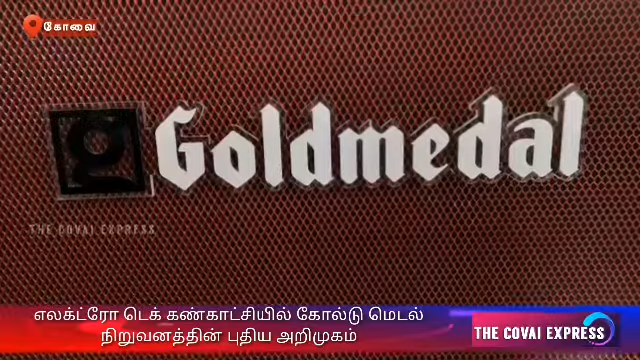 கோவை
g Goldmedal
THE COVAI EXPRESS
எலக்ட்ரோ டெக் கண்காட்சியில் கோல்டு மெடல்
நிறுவனத்தின் புதிய அறிமுகம்
THE COVAI EXPRESS